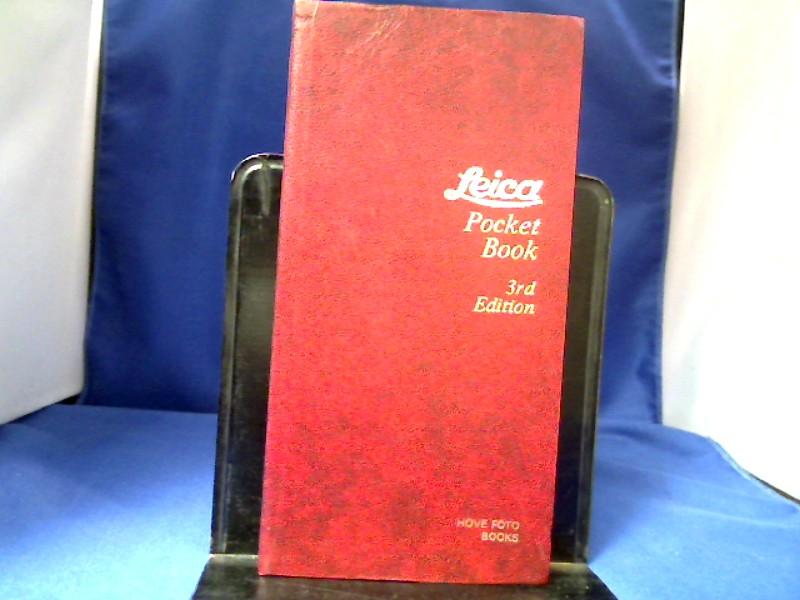 Leica
Pocket
Book
3rd
Edition
HOVE FOTO
BOOKS